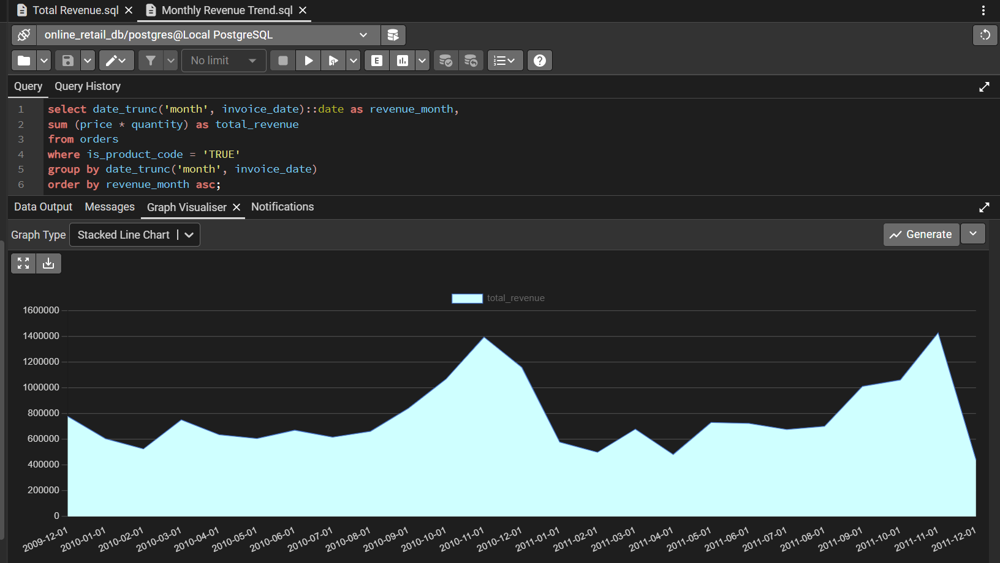 Total Revenue.sql
Monthly Revenue Trend.sql
online_retail_db/postgres@Local PostgreSQL
No limit
E
Query
Query History
1 select date_trunc('month', invoice_date)::date as revenue_month,
2 sum (price * quantity) as total_revenue
3 from orders
4 where is_product_code = 'TRUE'
5 group by date_trunc('month', invoice_date)
6 order by revenue_month asc;
Data Output
Messages
Graph Visualiser
Notifications
Graph Type
Stacked Line Chart
Generate
total_revenue
1600000
1400000
1200000
1000000
800000
600000
400000
200000
0
2009-12-01
2010-01-01
2010-02-01
2010-03-01
2010-04-01
2010-05-01
2010-06-01
2010-07-01
2010-08-01
2010-09-01
2010-10-01
2010-11-01
2010-12-01
2011-01-01
2011-02-01
2011-03-01
2011-04-01
2011-05-01
2011-06-01
2011-07-01
2011-08-01
2011-09-01
2011-10-01
2011-11-01
2011-12-01